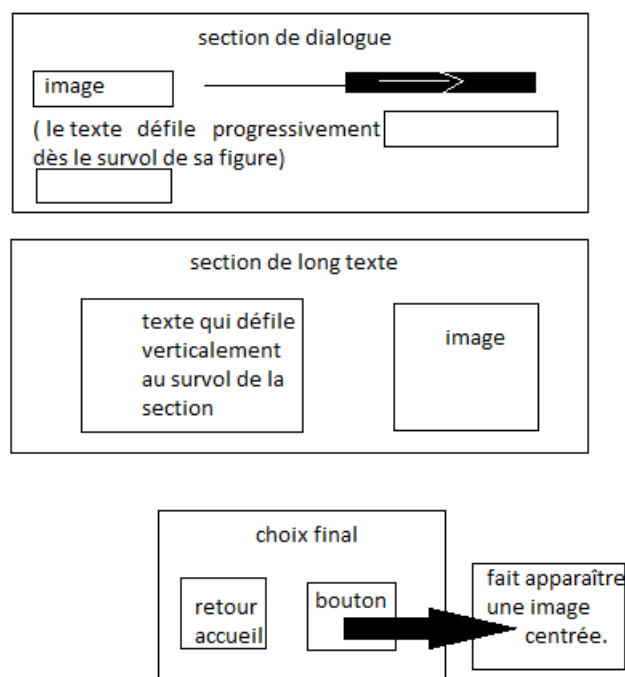 section de dialogue
image
( le texte défile progressivement
dès le survol de sa figure)
section de long texte
texte qui défile
verticalement
au survol de la
section
image
choix final
retour
accueil
bouton
fait apparaître
une image
centrée.